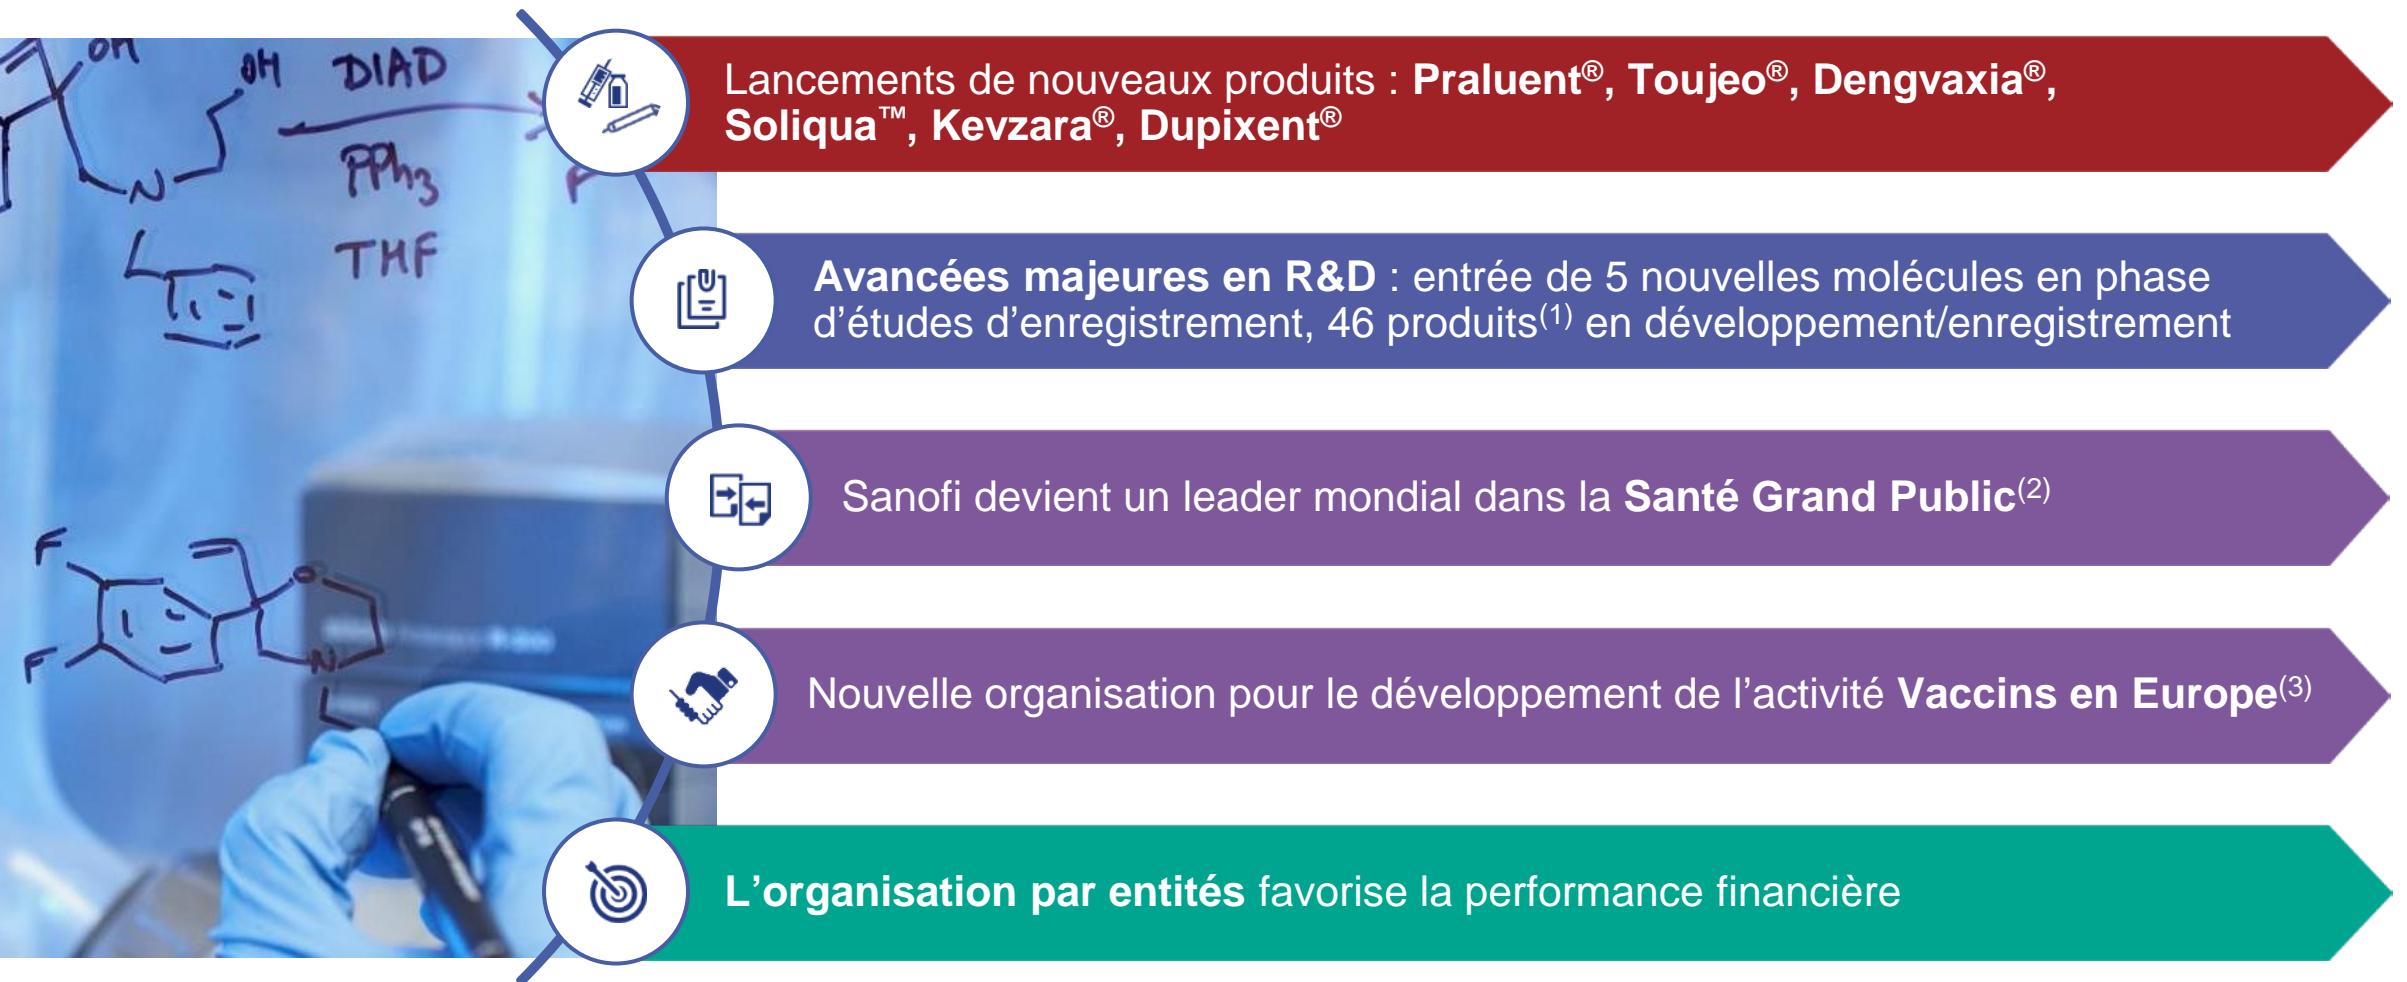 OH
OH DIAD
PPh3
F
N
THF
Lancements de nouveaux produits : Praluent®, Toujeo®, Dengvaxia®,
Soliqua™, Kevzara®, Dupixent®
Avancées majeures en R&D : entrée de 5 nouvelles molécules en phase
d’études d’enregistrement, 46 produits(1) en développement/enregistrement
Sanofi devient un leader mondial dans la Santé Grand Public(2)
F
O
F
N
Nouvelle organisation pour le développement de l’activité Vaccins en Europe(3)
L’organisation par entités favorise la performance financière